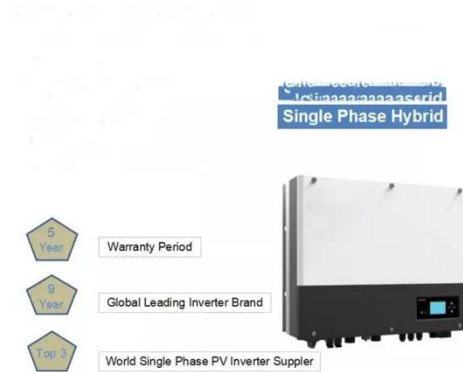 Single Phase Hybrid
5
Year
Warranty Period
9
Year
Global Leading Inverter Brand
Top 3
World Single Phase PV Inverter Suppler